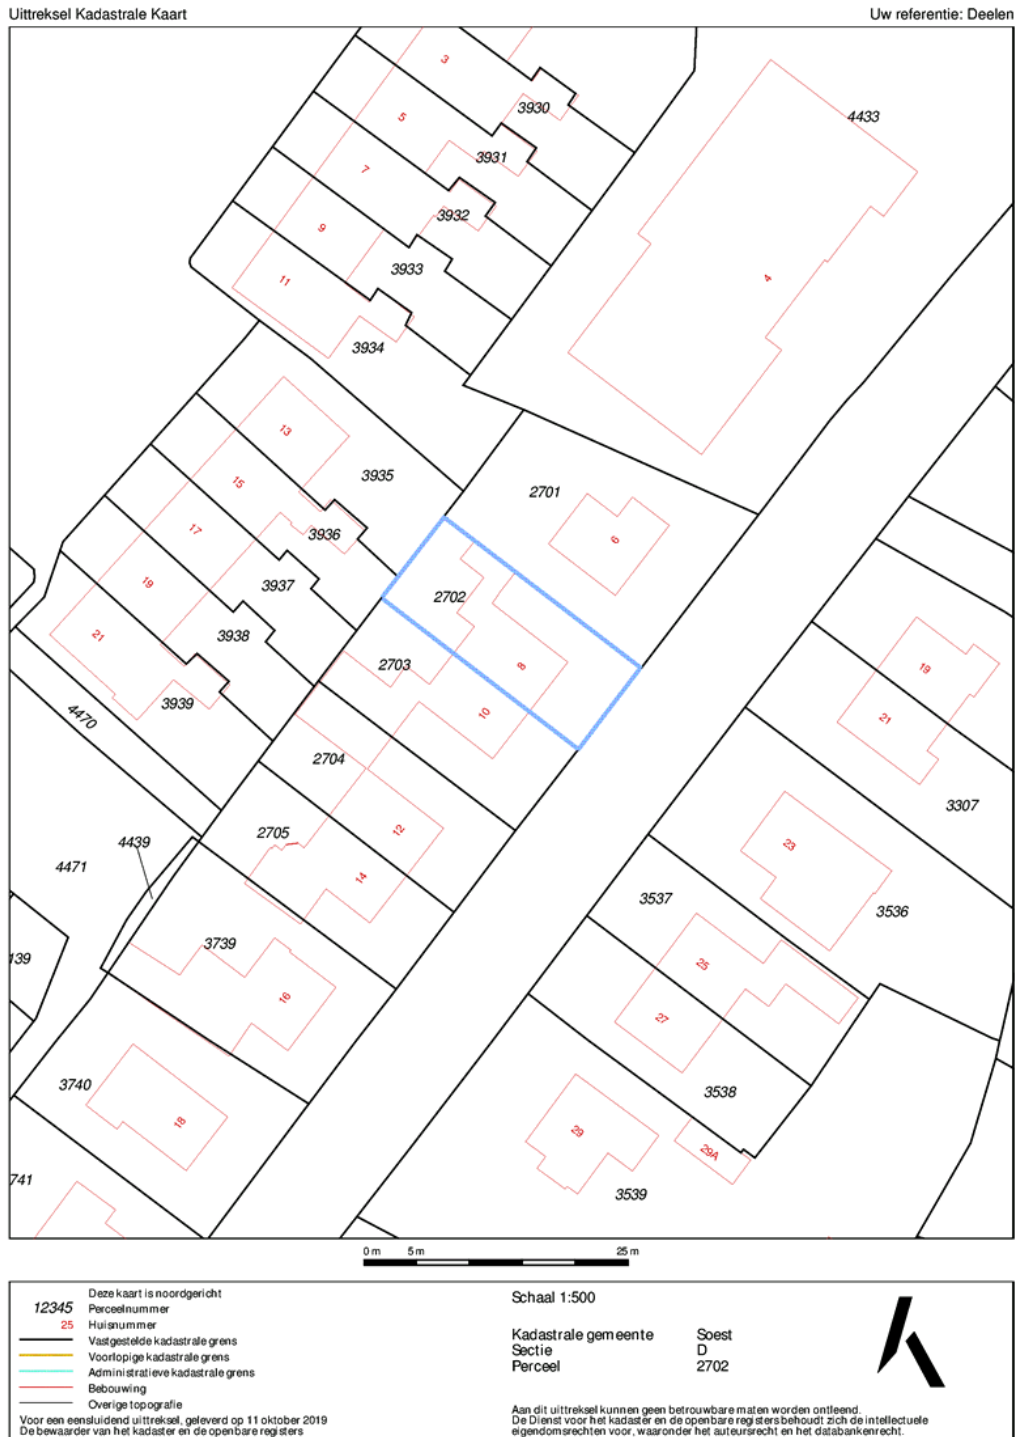 Uittreksel Kadastrale Kaart
Uw referentie: Deelen
3
3930
4433
5
3931
7
3932
9
3933
4
11
3934
13
3935
2701
15
3936
6
17
3937
2702
19
3938
21
2703
8
19
3939
10
21
4470
2704
3307
12
2705
4439
23
4471
14
3537
3536
139
3739
25
16
27
3740
3538
18
29
29A
741
3539
0 m 5 m 25 m
Deze kaart is noordgericht
12345 Perceelnummer
25 Huisnummer
Vastgestelde kadastrale grens
Voorlopige kadastrale grens
Administratieve kadastrale grens
Bebouwing
Overige topografie
Voor een eensluidend uittreksel, geleverd op 11 oktober 2019
De bewaarder van het kadaster en de openbare registers
Schaal 1:500
Kadastrale gemeente Soest
Sectie D
Perceel 2702
Aan dit uittreksel kunnen geen betrouwbare maten worden ontleend.
De Dienst voor het kadaster en de openbare registers behoudt zich de intellectuele
eigendomsrechten voor, waaronder het auteursrecht en het databankenrecht.